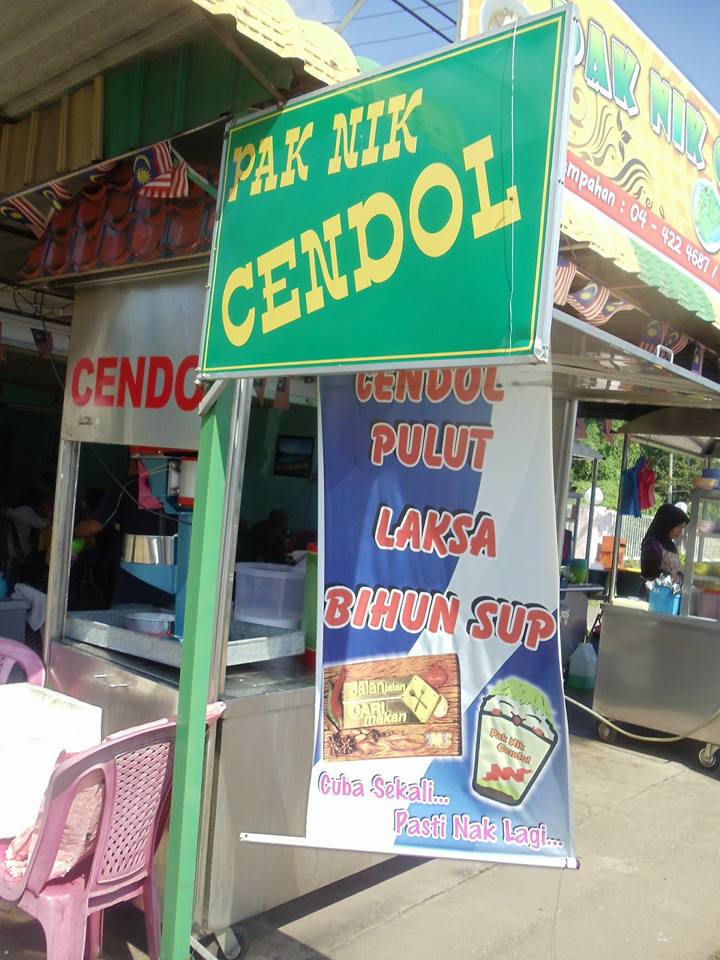 PAK NIK
CENDOL
PAK NIK
04 - 422 4687 /
CENDO
CENDOL
PULUT
LAKSA
BIHUN SUP
Jalan jalan
CARI
makan
Pak Nik
Cendol
Cuba Sekali...
Pasti Nak Lagi...